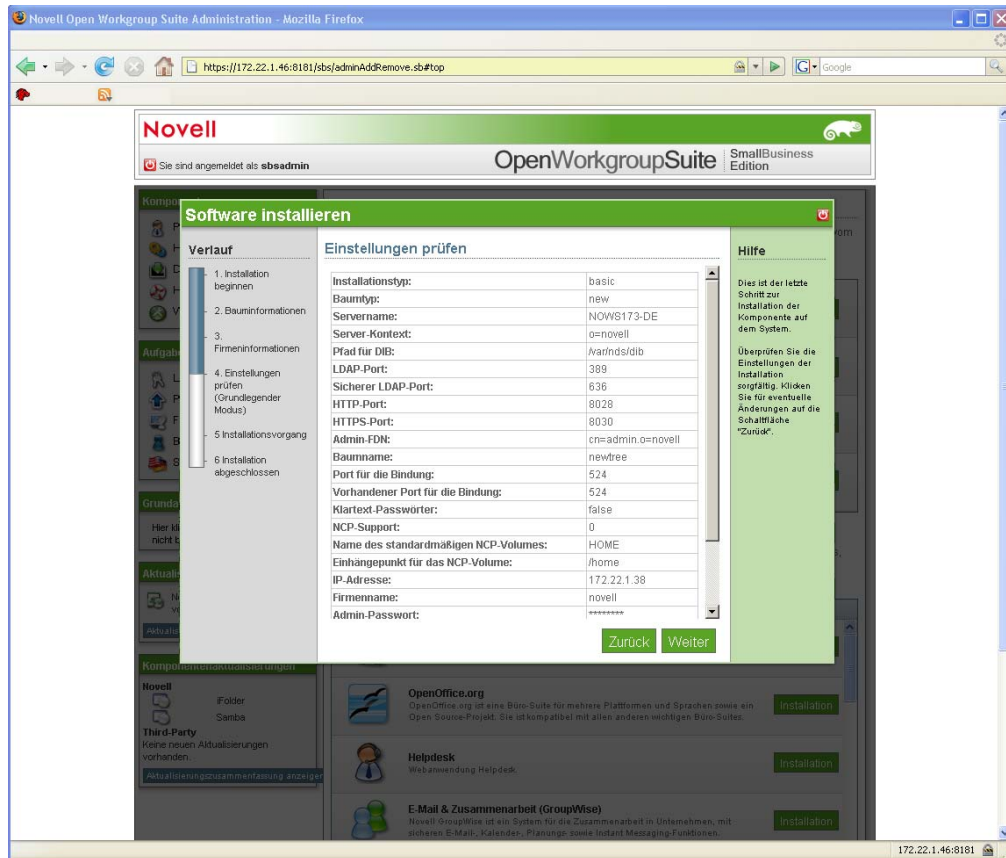 Novell Open Workgroup Suite Administration - Mozilla Firefox
https://172.22.1.46:8181/sbs/adminAddRemove.sb#top
G
Google
Novell
Sie sind angemeldet als sbsadmin
OpenWorkgroupSuite
SmallBusiness
Edition
Software installieren
Verlauf
1. Installation
beginnen
2. Bauminformationen
3.
Firmeninformationen
4. Einstellungen
prüfen
(Grundlegender
Modus)
5 Installationsvorgang
6 Installation
abgeschlossen
Einstellungen prüfen
Installationstyp: basic
Baumtyp: new
Servername: NOWS173-DE
Server-Kontext: o=novell
Pfad für DIB: /var/nds/dib
LDAP-Port: 389
Sicherer LDAP-Port: 636
HTTP-Port: 8028
HTTPS-Port: 8030
Admin-FDN: cn=admin.o=novell
Baumname: newtree
Port für die Bindung: 524
Vorhandener Port für die Bindung: 524
Klartext-Passwörter: false
NCP-Support: 0
Name des standardmäßigen NCP-Volumes: HOME
Einhängepunkt für das NCP-Volume: /home
IP-Adresse: 172.22.1.38
Firmenname: novell
Admin-Passwort: ********
Zurück
Weiter
Hilfe
Dies ist der letzte
Schritt zur
Installation der
Komponente auf
dem System.
Überprüfen Sie die
Einstellungen der
Installation
sorgfältig. Klicken
Sie für eventuelle
Änderungen auf die
Schaltfläche
"Zurück".
Novell
iFolder
Samba
Third-Party
Keine neuen Aktualisierungen
vorhanden.
Aktualisierungszusammenfassung anzeigen
OpenOffice.org
OpenOffice.org ist eine Büro-Suite für mehrere Plattformen und Sprachen sowie ein
Open Source-Projekt. Sie ist kompatibel mit allen anderen wichtigen Büro-Suites.
Installation
Helpdesk
Webanwendung Helpdesk.
Installation
E-Mail & Zusammenarbeit (GroupWise)
Novell GroupWise ist ein System für die Zusammenarbeit in Unternehmen, mit
sicheren E-Mail-, Kalender-, Planungs- sowie Instant Messaging-Funktionen.
Installation
172.22.1.46:8181